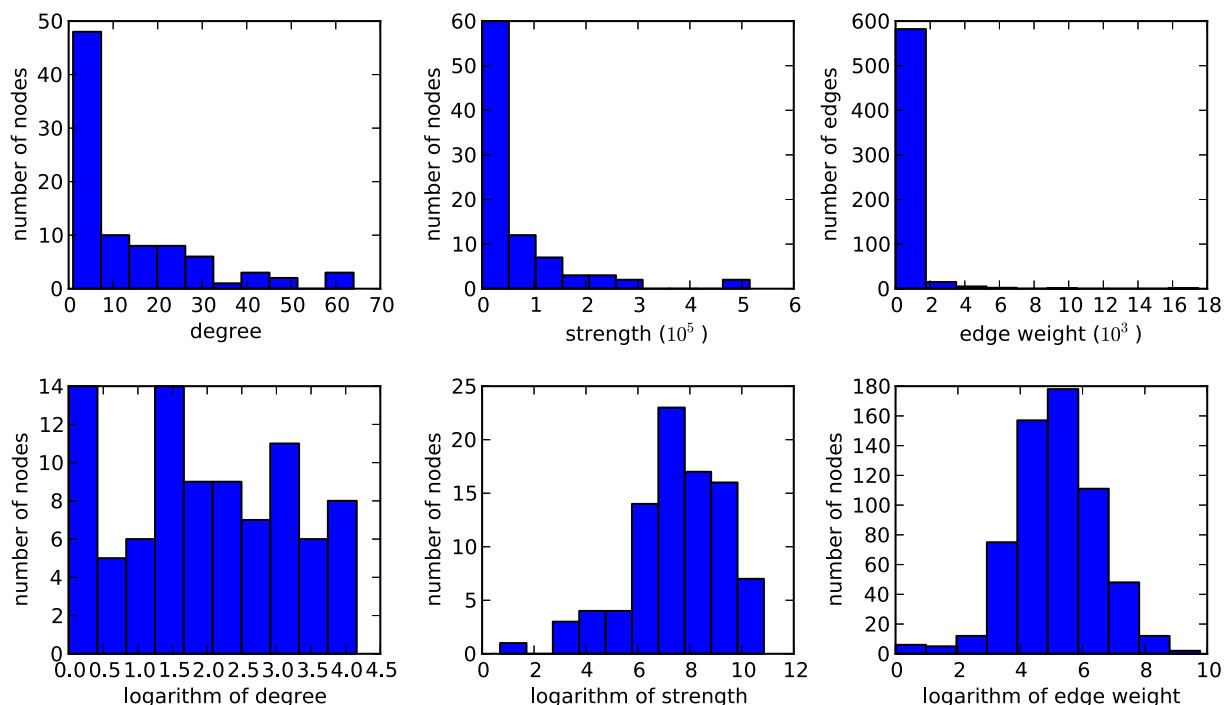 50
40
30
20
10
0
number of nodes
0 10 20 30 40 50 60 70
degree
60
50
40
30
20
10
0
number of nodes
0 1 2 3 4 5 6
strength (10⁵ )
600
500
400
300
200
100
0
number of edges
0 2 4 6 8 10 12 14 16 18
edge weight (10³ )
14
12
10
8
6
4
2
0
number of nodes
0.0 0.5 1.0 1.5 2.0 2.5 3.0 3.5 4.0 4.5
logarithm of degree
25
20
15
10
5
0
number of nodes
0 2 4 6 8 10 12
logarithm of strength
180
160
140
120
100
80
60
40
20
0
number of nodes
0 2 4 6 8 10
logarithm of edge weight